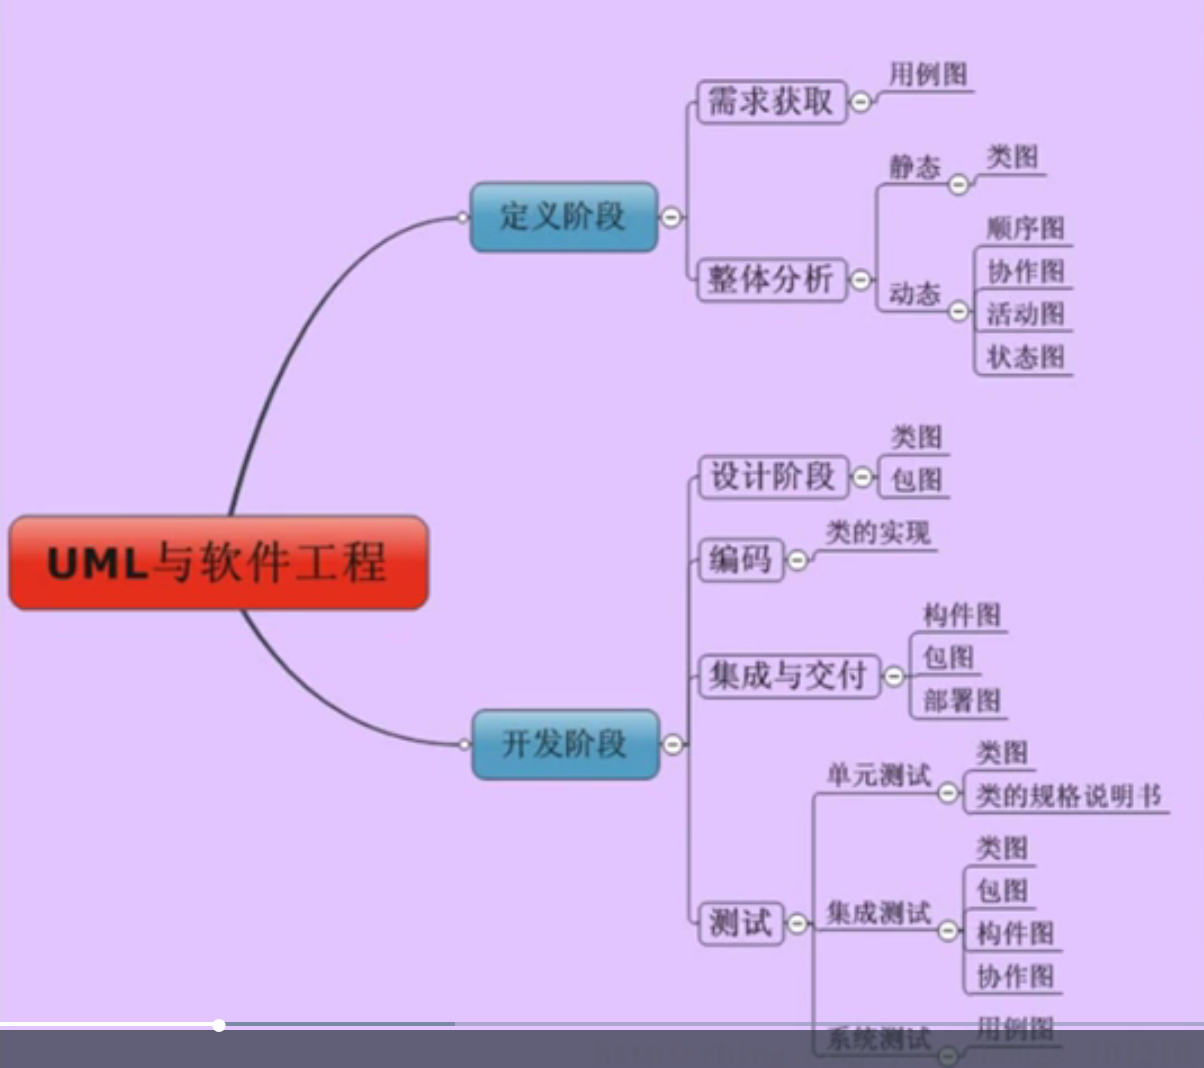 UML与软件工程
定义阶段
需求获取
用例图
整体分析
静态
类图
动态
顺序图
协作图
活动图
状态图
开发阶段
设计阶段
类图
包图
编码
类的实现
集成与交付
构件图
包图
部署图
测试
单元测试
类图
类的规格说明书
集成测试
类图
包图
构件图
协作图
系统测试
用例图